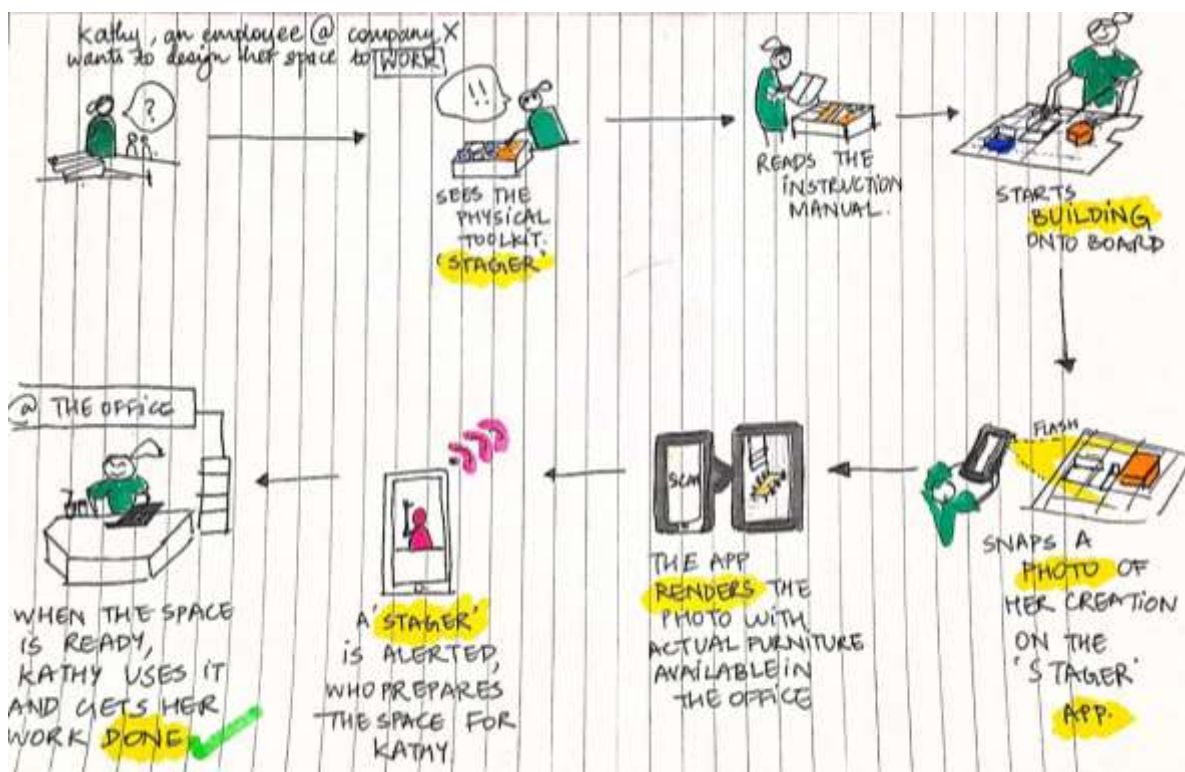 Kathy, an employee @ company X
wants to design her space to WORK
?
!!
SEES THE
PHYSICAL
TOOLKIT.
'STAGER'
READS THE
INSTRUCTION
MANUAL.
STARTS
BUILDING
ONTO BOARD
FLASH
SNAPS A
PHOTO OF
HER CREATION
ON THE
'STAGER'
APP.
SCAN
THE APP
RENDERS THE
PHOTO WITH
ACTUAL FURNITURE
AVAILABLE IN
THE OFFICE
A 'STAGER'
IS ALERTED,
WHO PREPARES
THE SPACE FOR
KATHY
@ THE OFFICE
WHEN THE SPACE
IS READY,
KATHY USES IT
AND GETS HER
WORK DONE